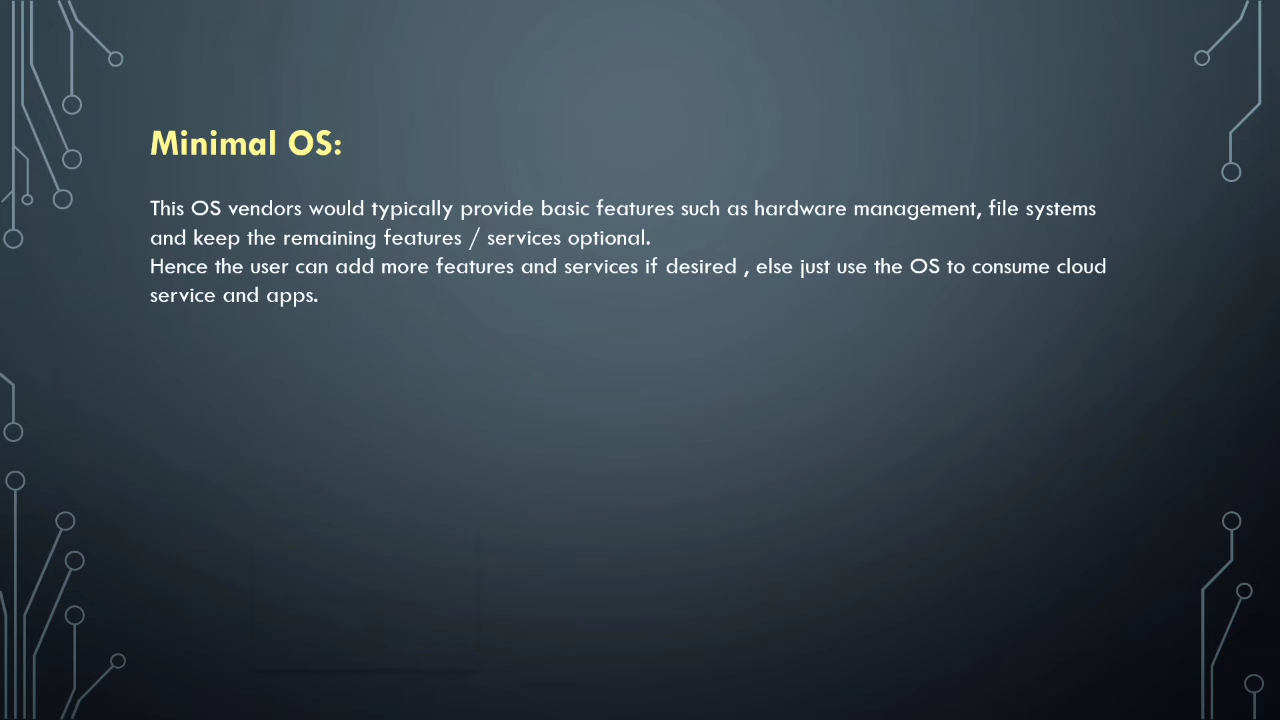 Minimal OS:
This OS vendors would typically provide basic features such as hardware management, file systems
and keep the remaining features / services optional.
Hence the user can add more features and services if desired , else just use the OS to consume cloud
service and apps.